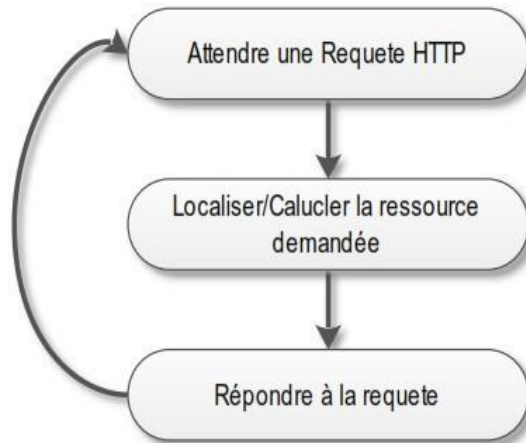 Attendre une Requete HTTP
Localiser/Calucler la ressource
demandée
Répondre à la requete